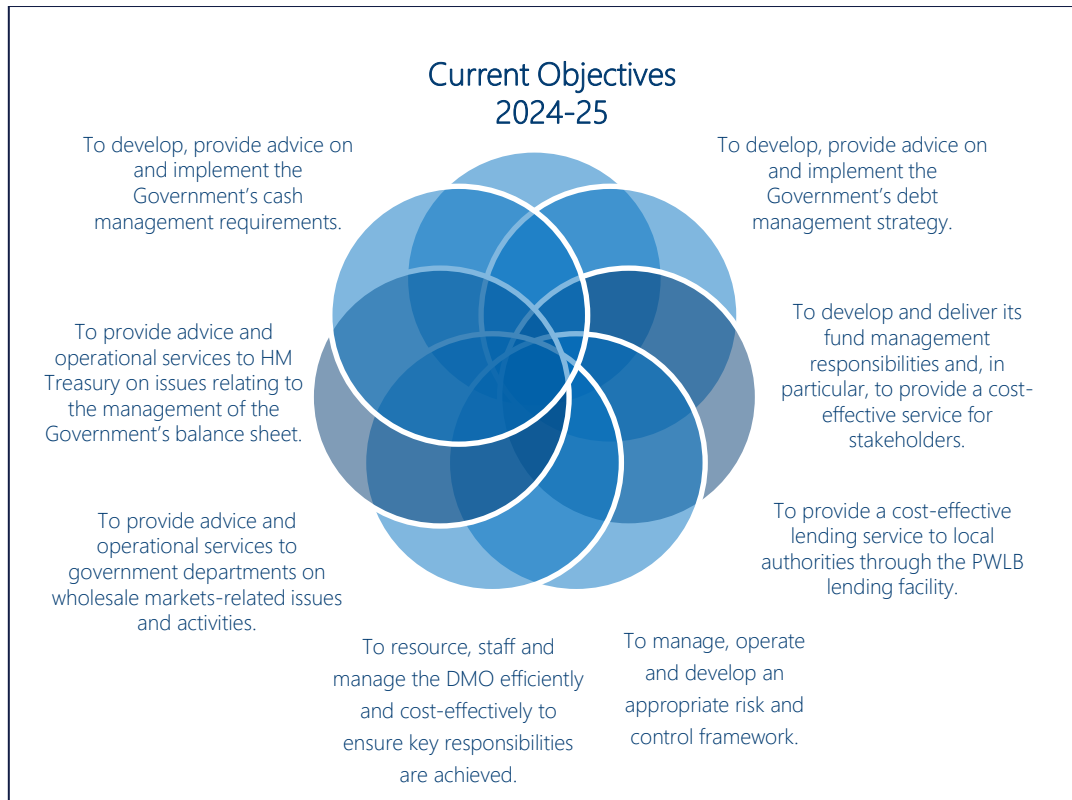 Current Objectives
2024-25
To develop, provide advice on
and implement the
Government’s cash
management requirements.
To develop, provide advice on
and implement the
Government’s debt
management strategy.
To provide advice and
operational services to HM
Treasury on issues relating to
the management of the
Government’s balance sheet.
To develop and deliver its
fund management
responsibilities and, in
particular, to provide a cost-
effective service for
stakeholders.
To provide advice and
operational services to
government departments on
wholesale markets-related issues
and activities.
To provide a cost-effective
lending service to local
authorities through the PWLB
lending facility.
To resource, staff and
manage the DMO efficiently
and cost-effectively to
ensure key responsibilities
are achieved.
To manage, operate
and develop an
appropriate risk and
control framework.